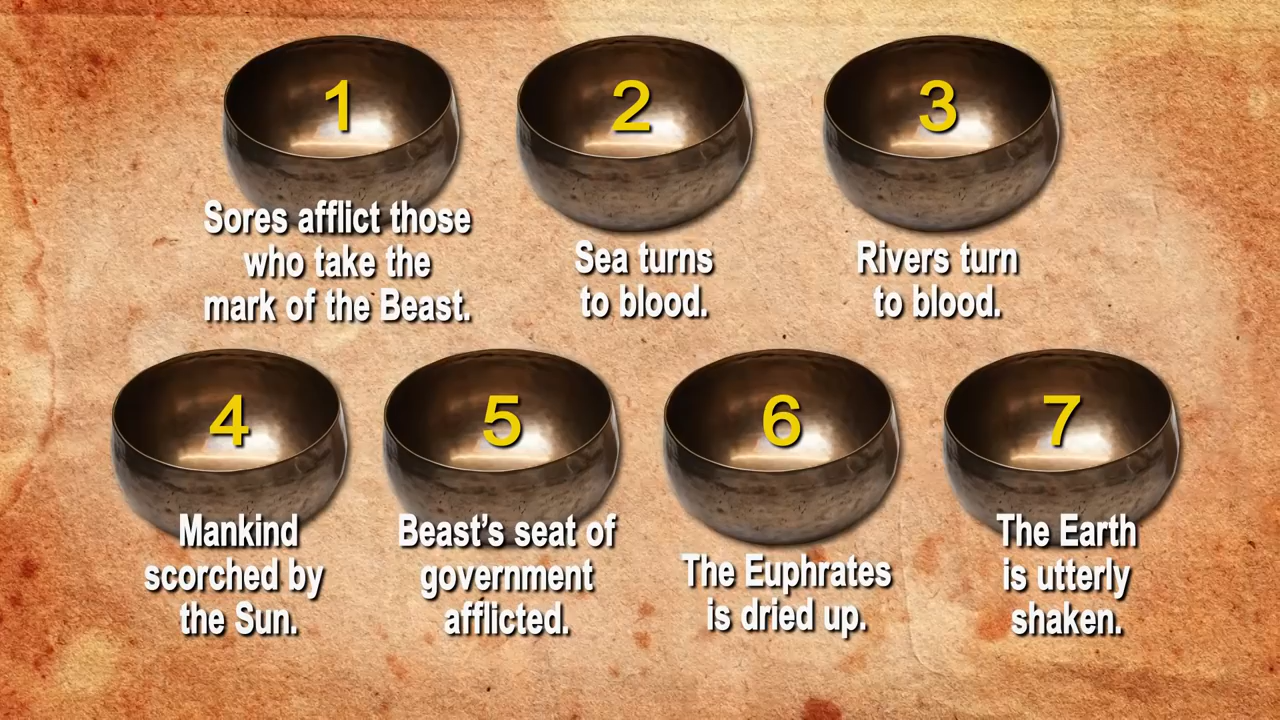 1
Sores afflict those
who take the
mark of the Beast.
2
Sea turns
to blood.
3
Rivers turn
to blood.
4
Mankind
scorched by
the Sun.
5
Beast's seat of
government
afflicted.
6
The Euphrates
is dried up.
7
The Earth
is utterly
shaken.